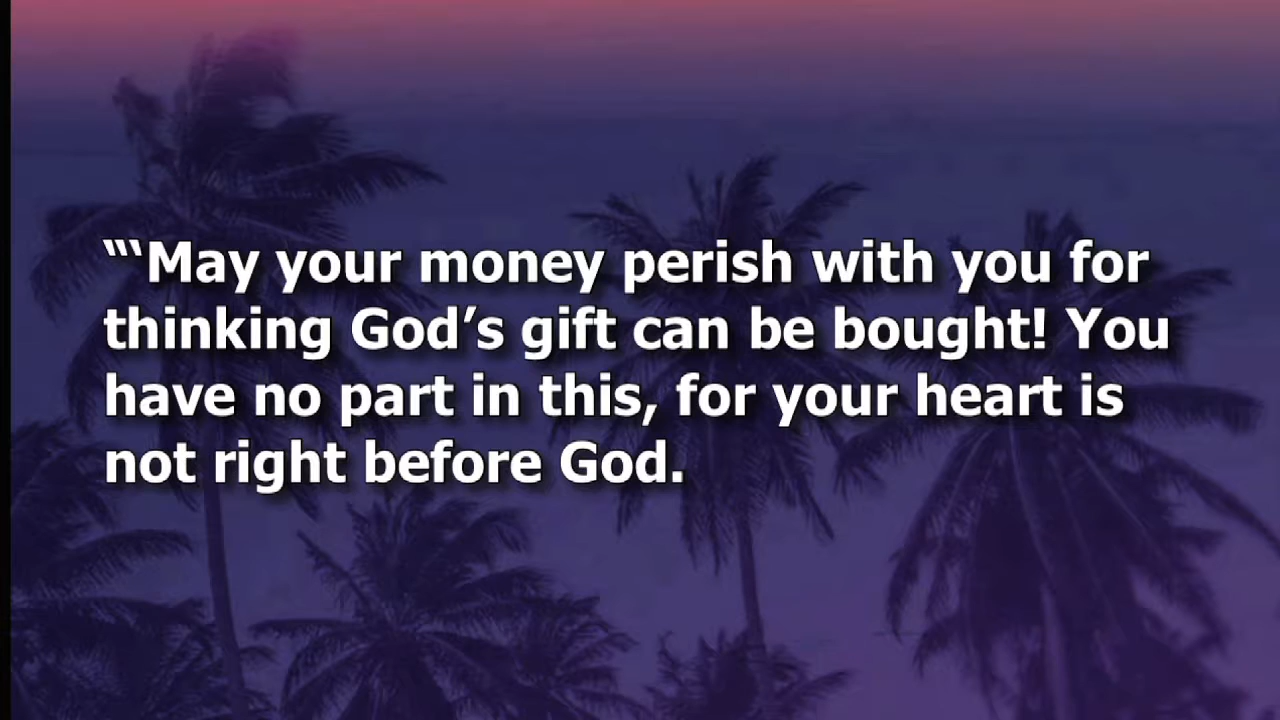 “‘May your money perish with you for
thinking God’s gift can be bought! You
have no part in this, for your heart is
not right before God.